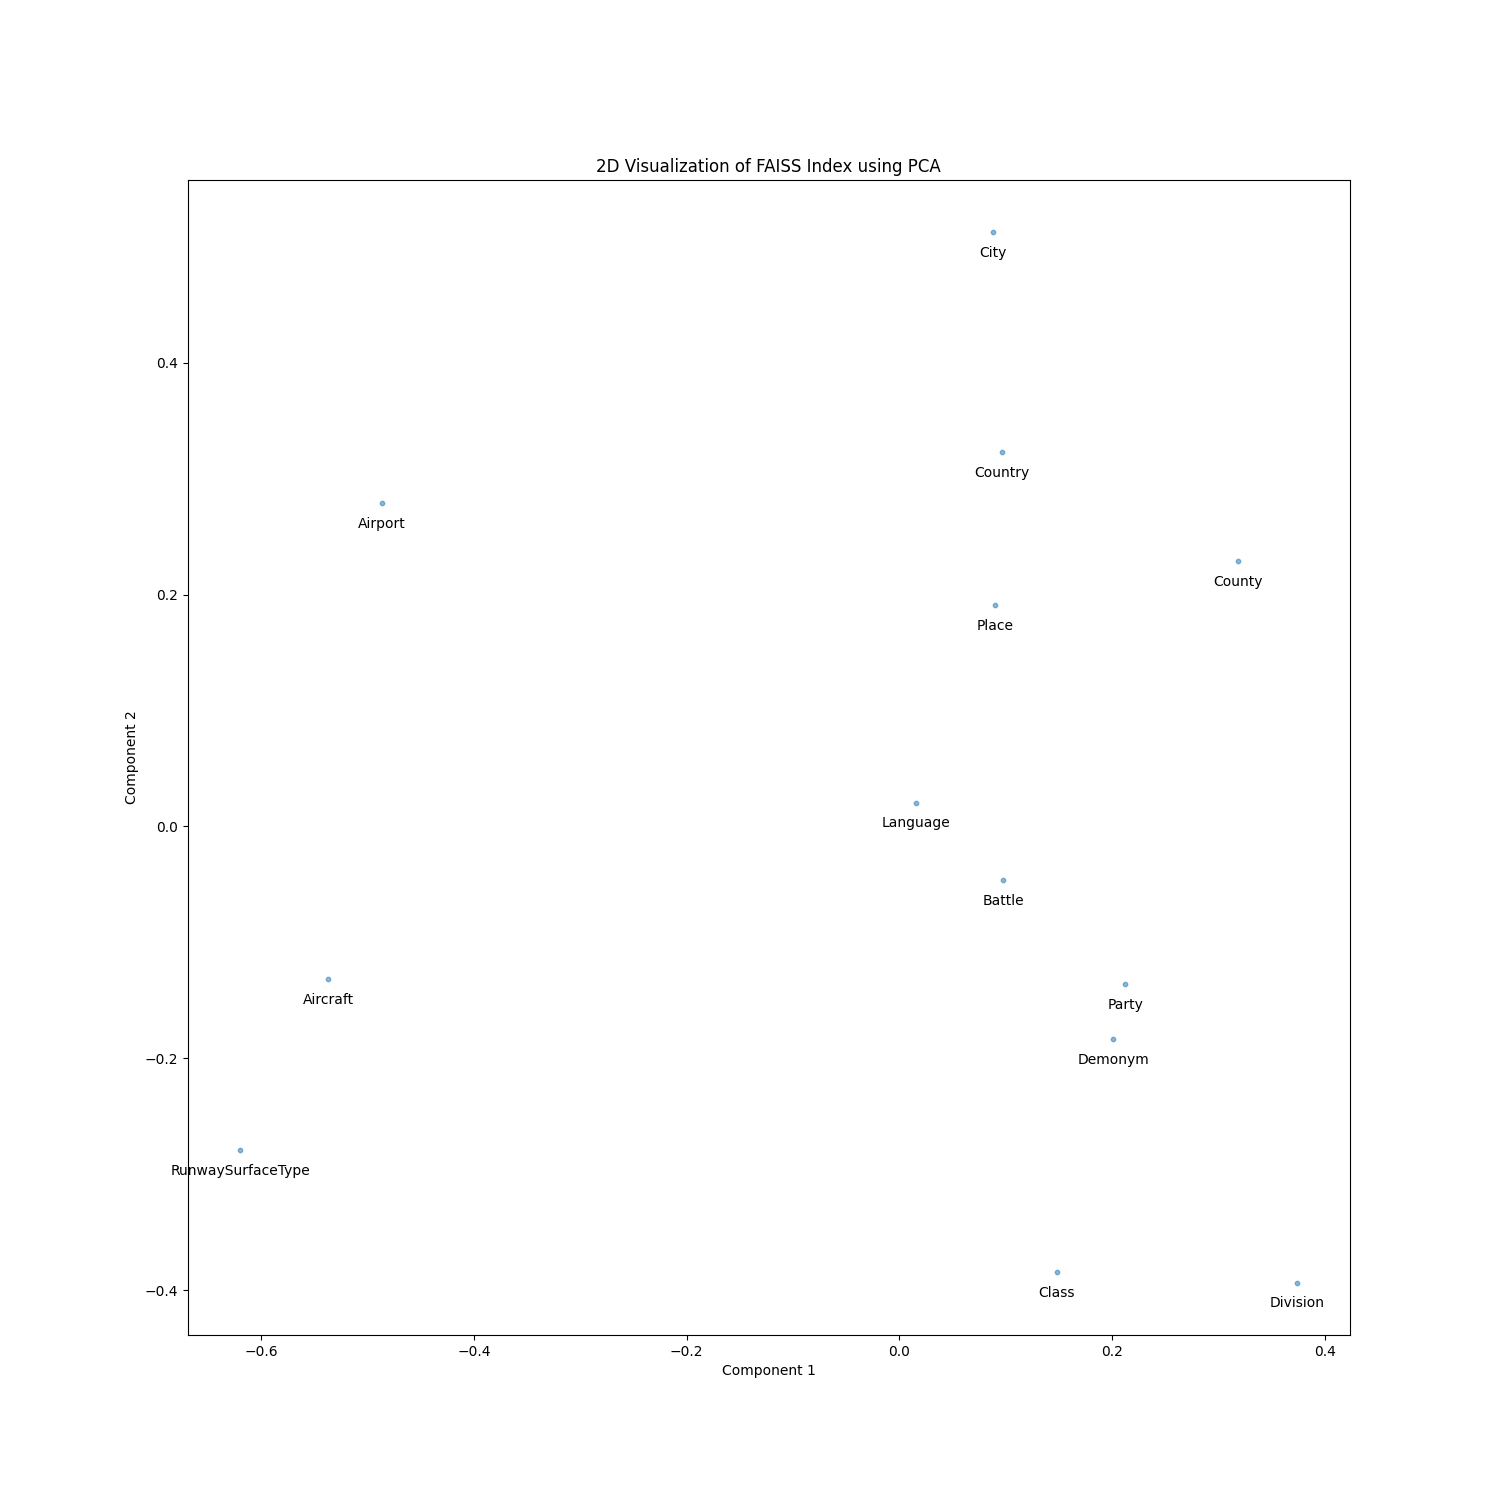 2D Visualization of FAISS Index using PCA
City
0.4
Country
Airport
County
0.2
Place
Component 2
Language
0.0
Battle
Aircraft
Party
−0.2
Demonym
RunwaySurfaceType
−0.4
Class
Division
−0.6
−0.4
−0.2
0.0
0.2
0.4
Component 1